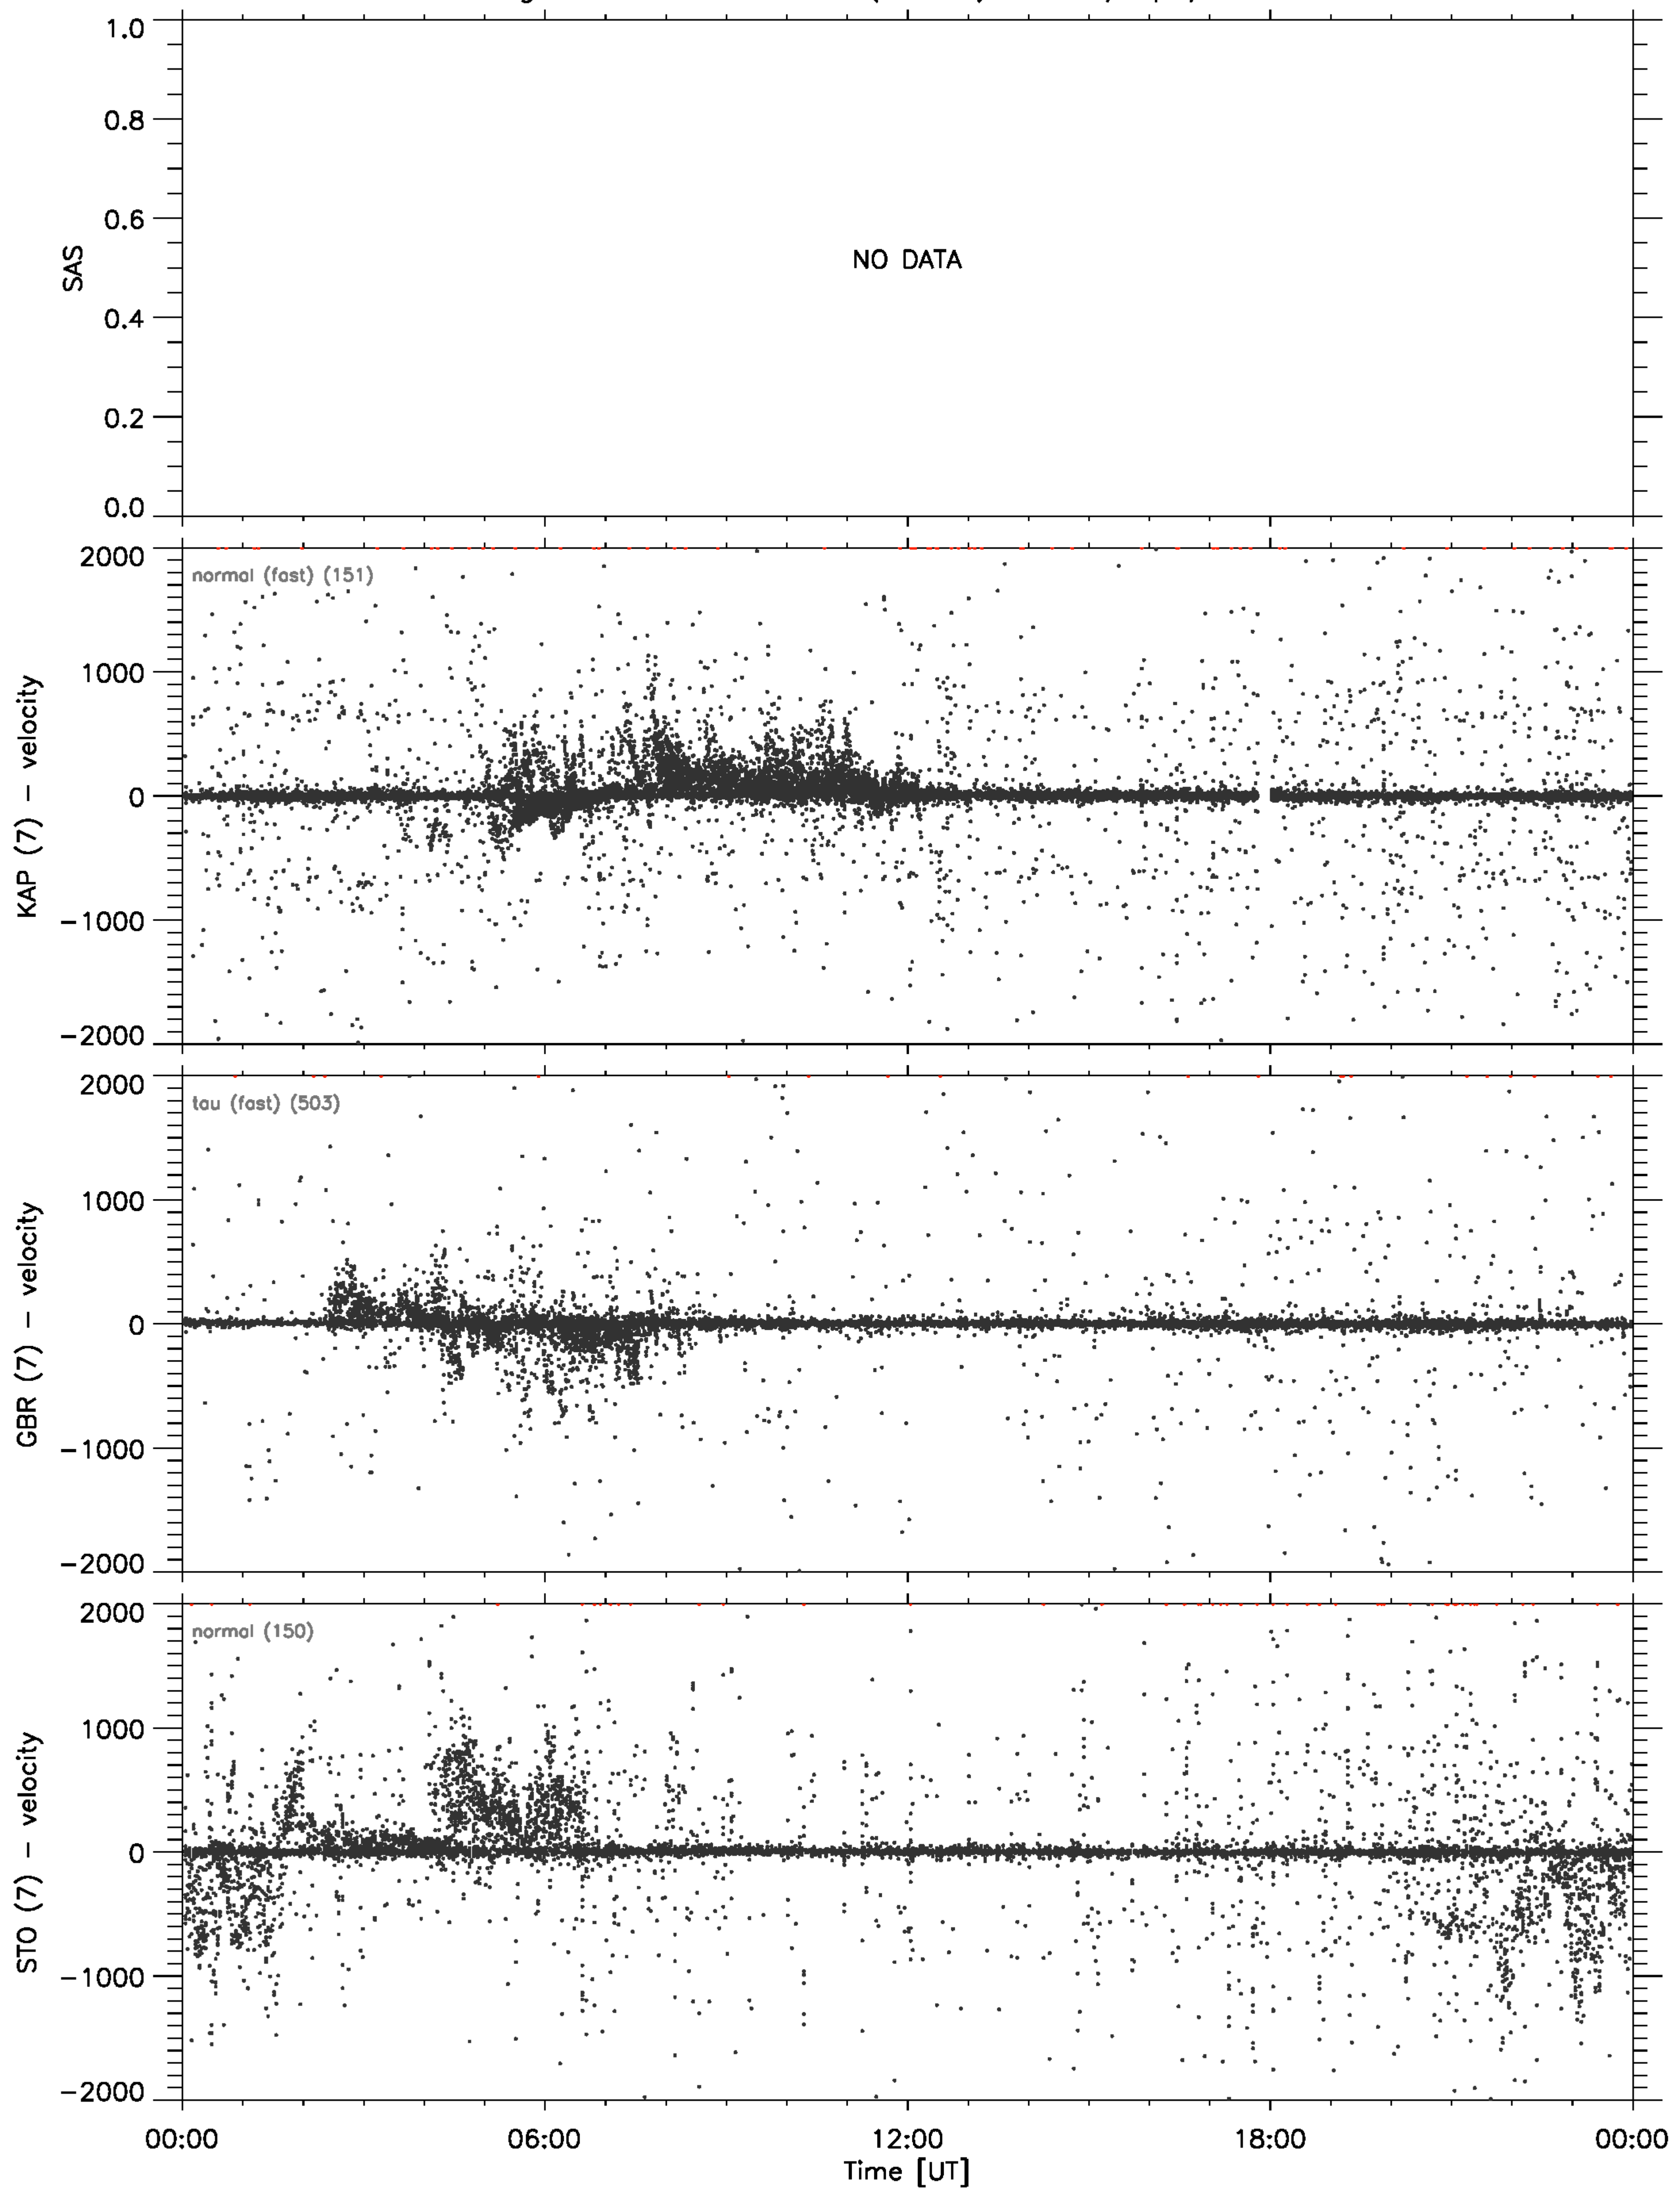 1.0
0.8
0.6
0.4
0.2
0.0
SAS
NO DATA
2000
1000
0
−1000
−2000
KAP (7) − velocity
normal (fast) (151)
2000
1000
0
−1000
−2000
GBR (7) − velocity
tau (fast) (503)
2000
1000
0
−1000
−2000
STO (7) − velocity
normal (150)
00:00 06:00 12:00 18:00 00:00
Time [UT]